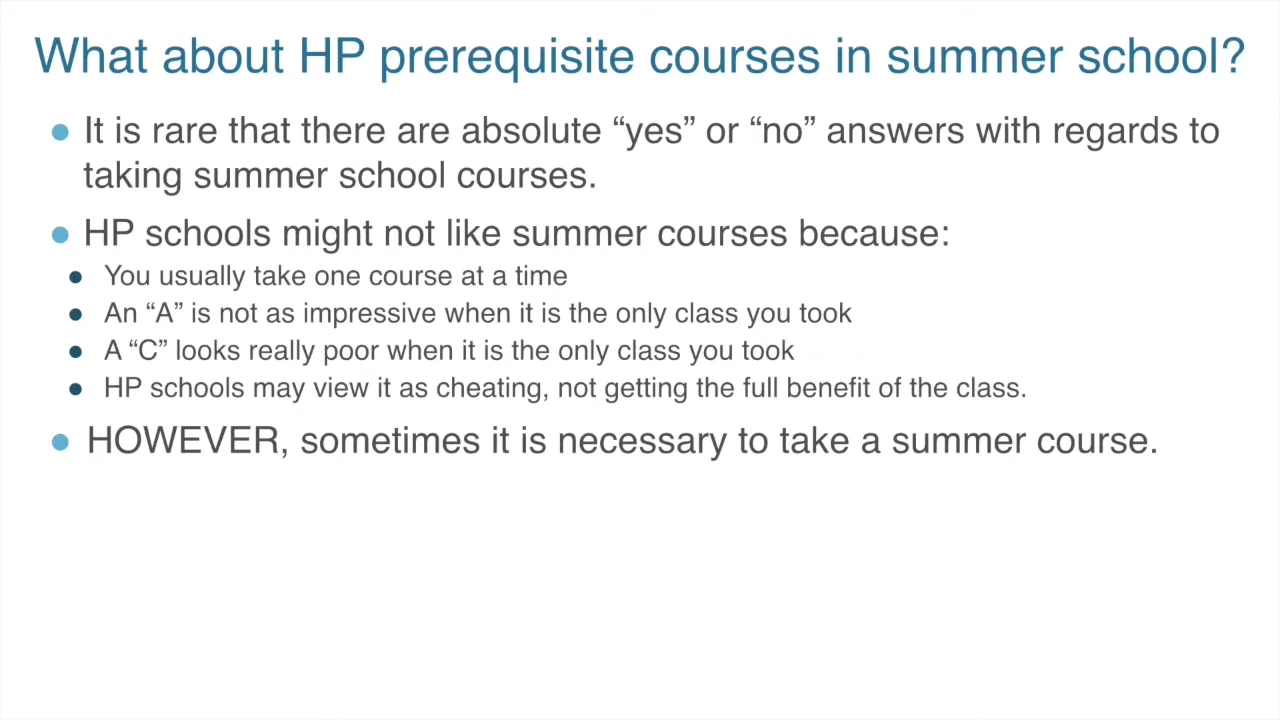 What about HP prerequisite courses in summer school?
● It is rare that there are absolute “yes” or “no” answers with regards to
taking summer school courses.
● HP schools might not like summer courses because:
● You usually take one course at a time
● An “A” is not as impressive when it is the only class you took
● A “C” looks really poor when it is the only class you took
● HP schools may view it as cheating, not getting the full benefit of the class.
● HOWEVER, sometimes it is necessary to take a summer course.